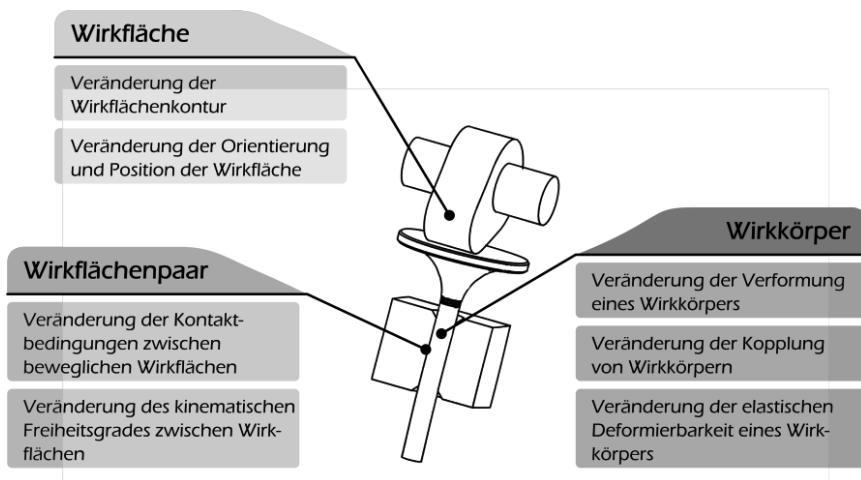 Wirkfläche
Veränderung der
Wirkflächenkontur
Veränderung der Orientierung
und Position der Wirkfläche
Wirkflächenpaar
Veränderung der Kontakt-
bedingungen zwischen
beweglichen Wirkflächen
Veränderung des kinematischen
Freiheitsgrades zwischen Wirk-
flächen
Wirkkörper
Veränderung der Verformung
eines Wirkkörpers
Veränderung der Kopplung
von Wirkkörpern
Veränderung der elastischen
Deformierbarkeit eines Wirk-
körpers